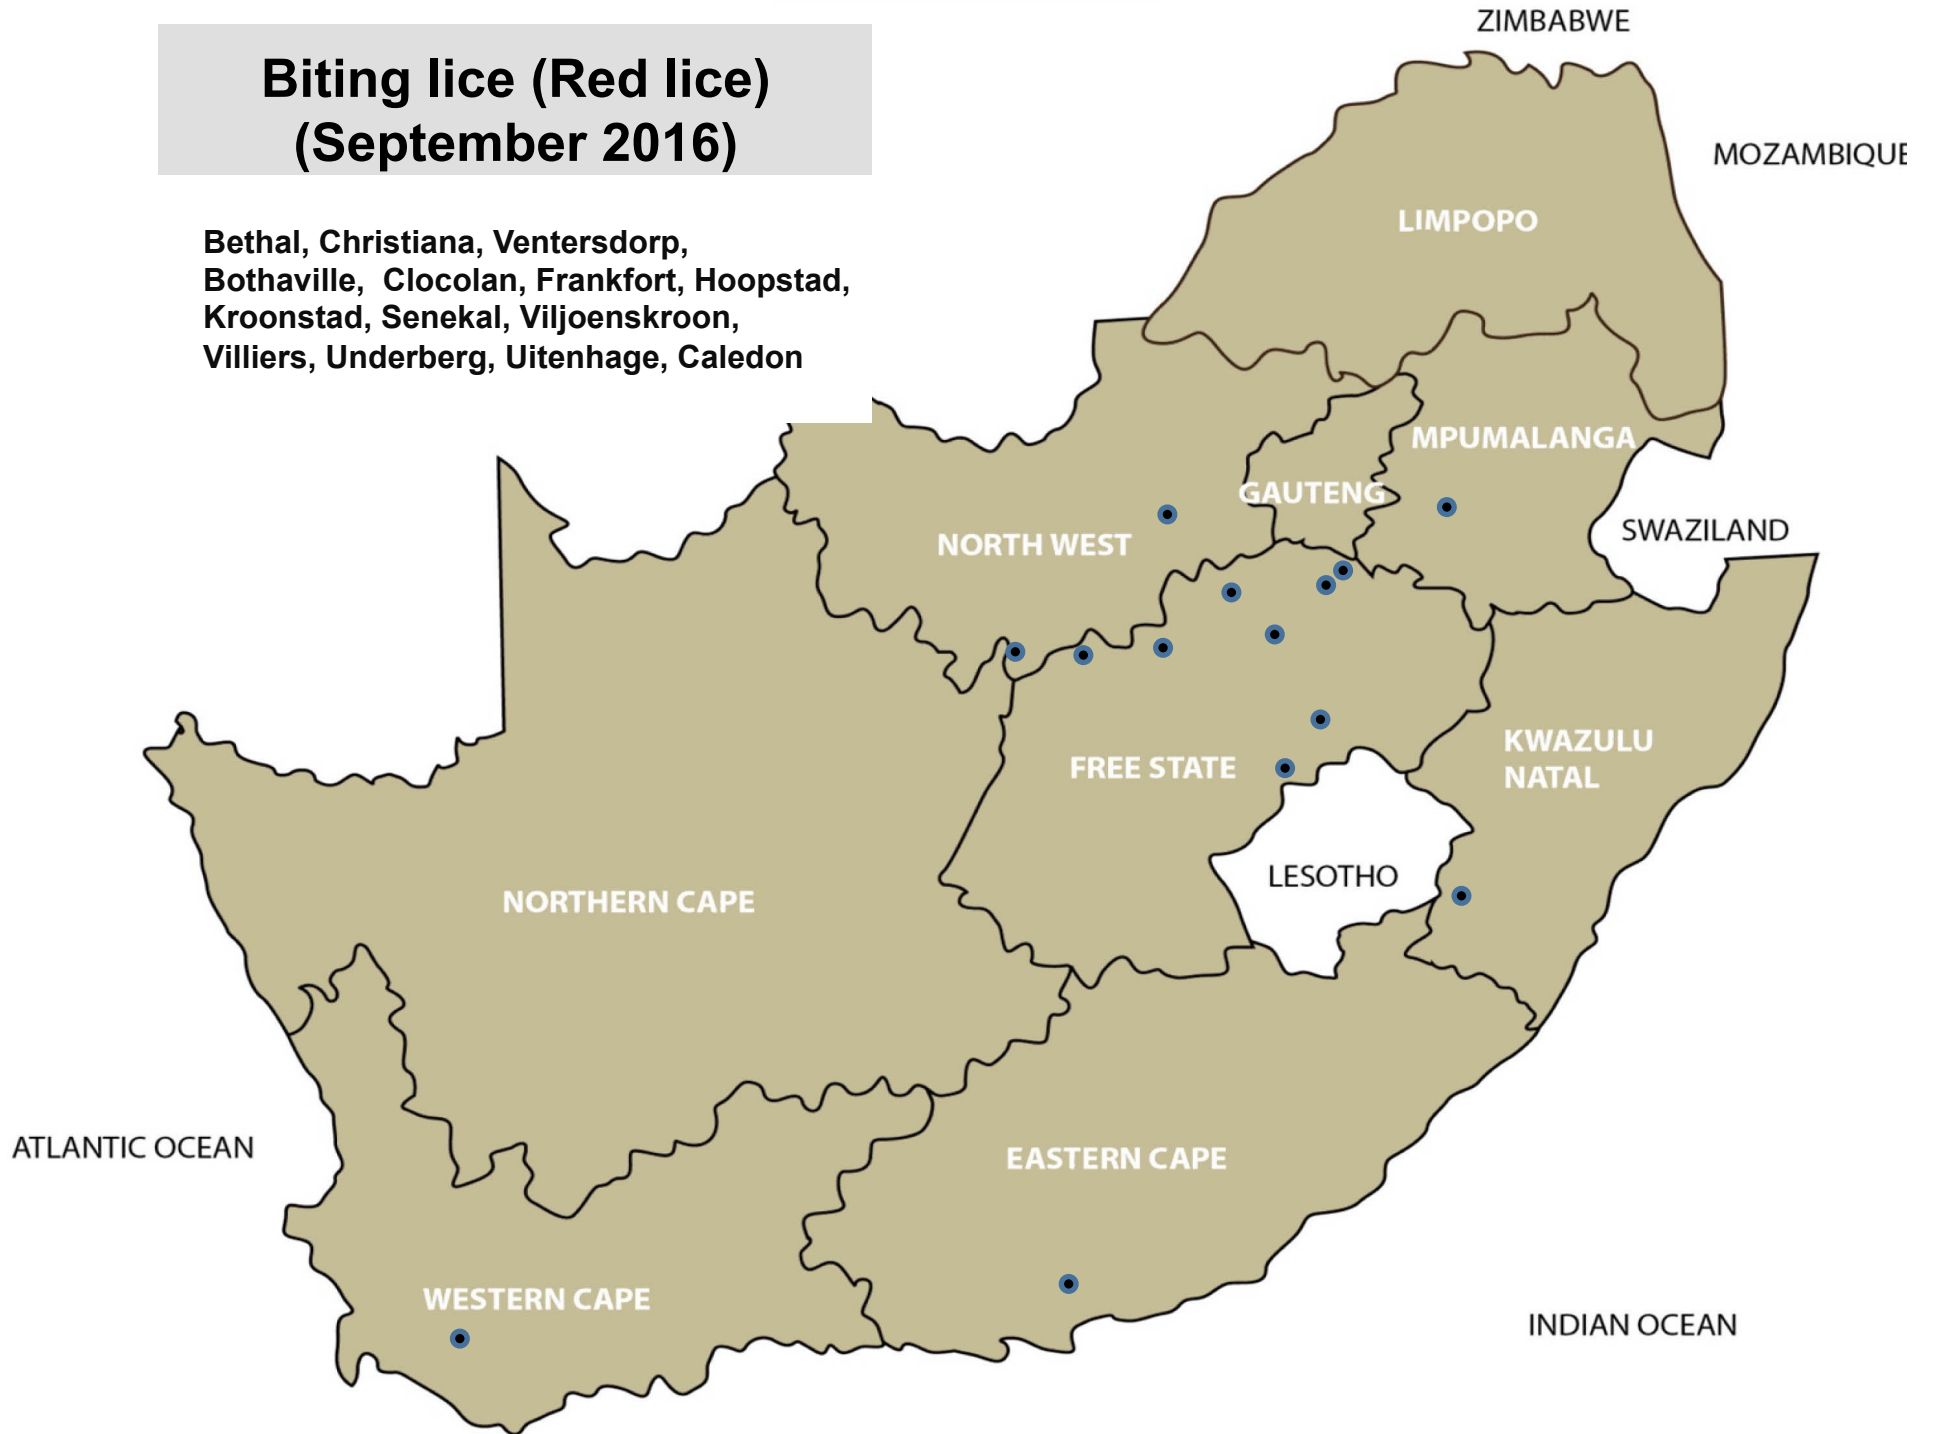 Biting lice (Red lice)
(September 2016)
Bethal, Christiana, Ventersdorp,
Bothaville,  Clocolan, Frankfort, Hoopstad,
Kroonstad, Senekal, Viljoenskroon,
Villiers, Underberg, Uitenhage, Caledon
ZIMBABWE
MOZAMBIQUE
LIMPOPO
MPUMALANGA
GAUTENG
SWAZILAND
NORTH WEST
KWAZULU
NATAL
FREE STATE
LESOTHO
NORTHERN CAPE
ATLANTIC OCEAN
EASTERN CAPE
WESTERN CAPE
INDIAN OCEAN